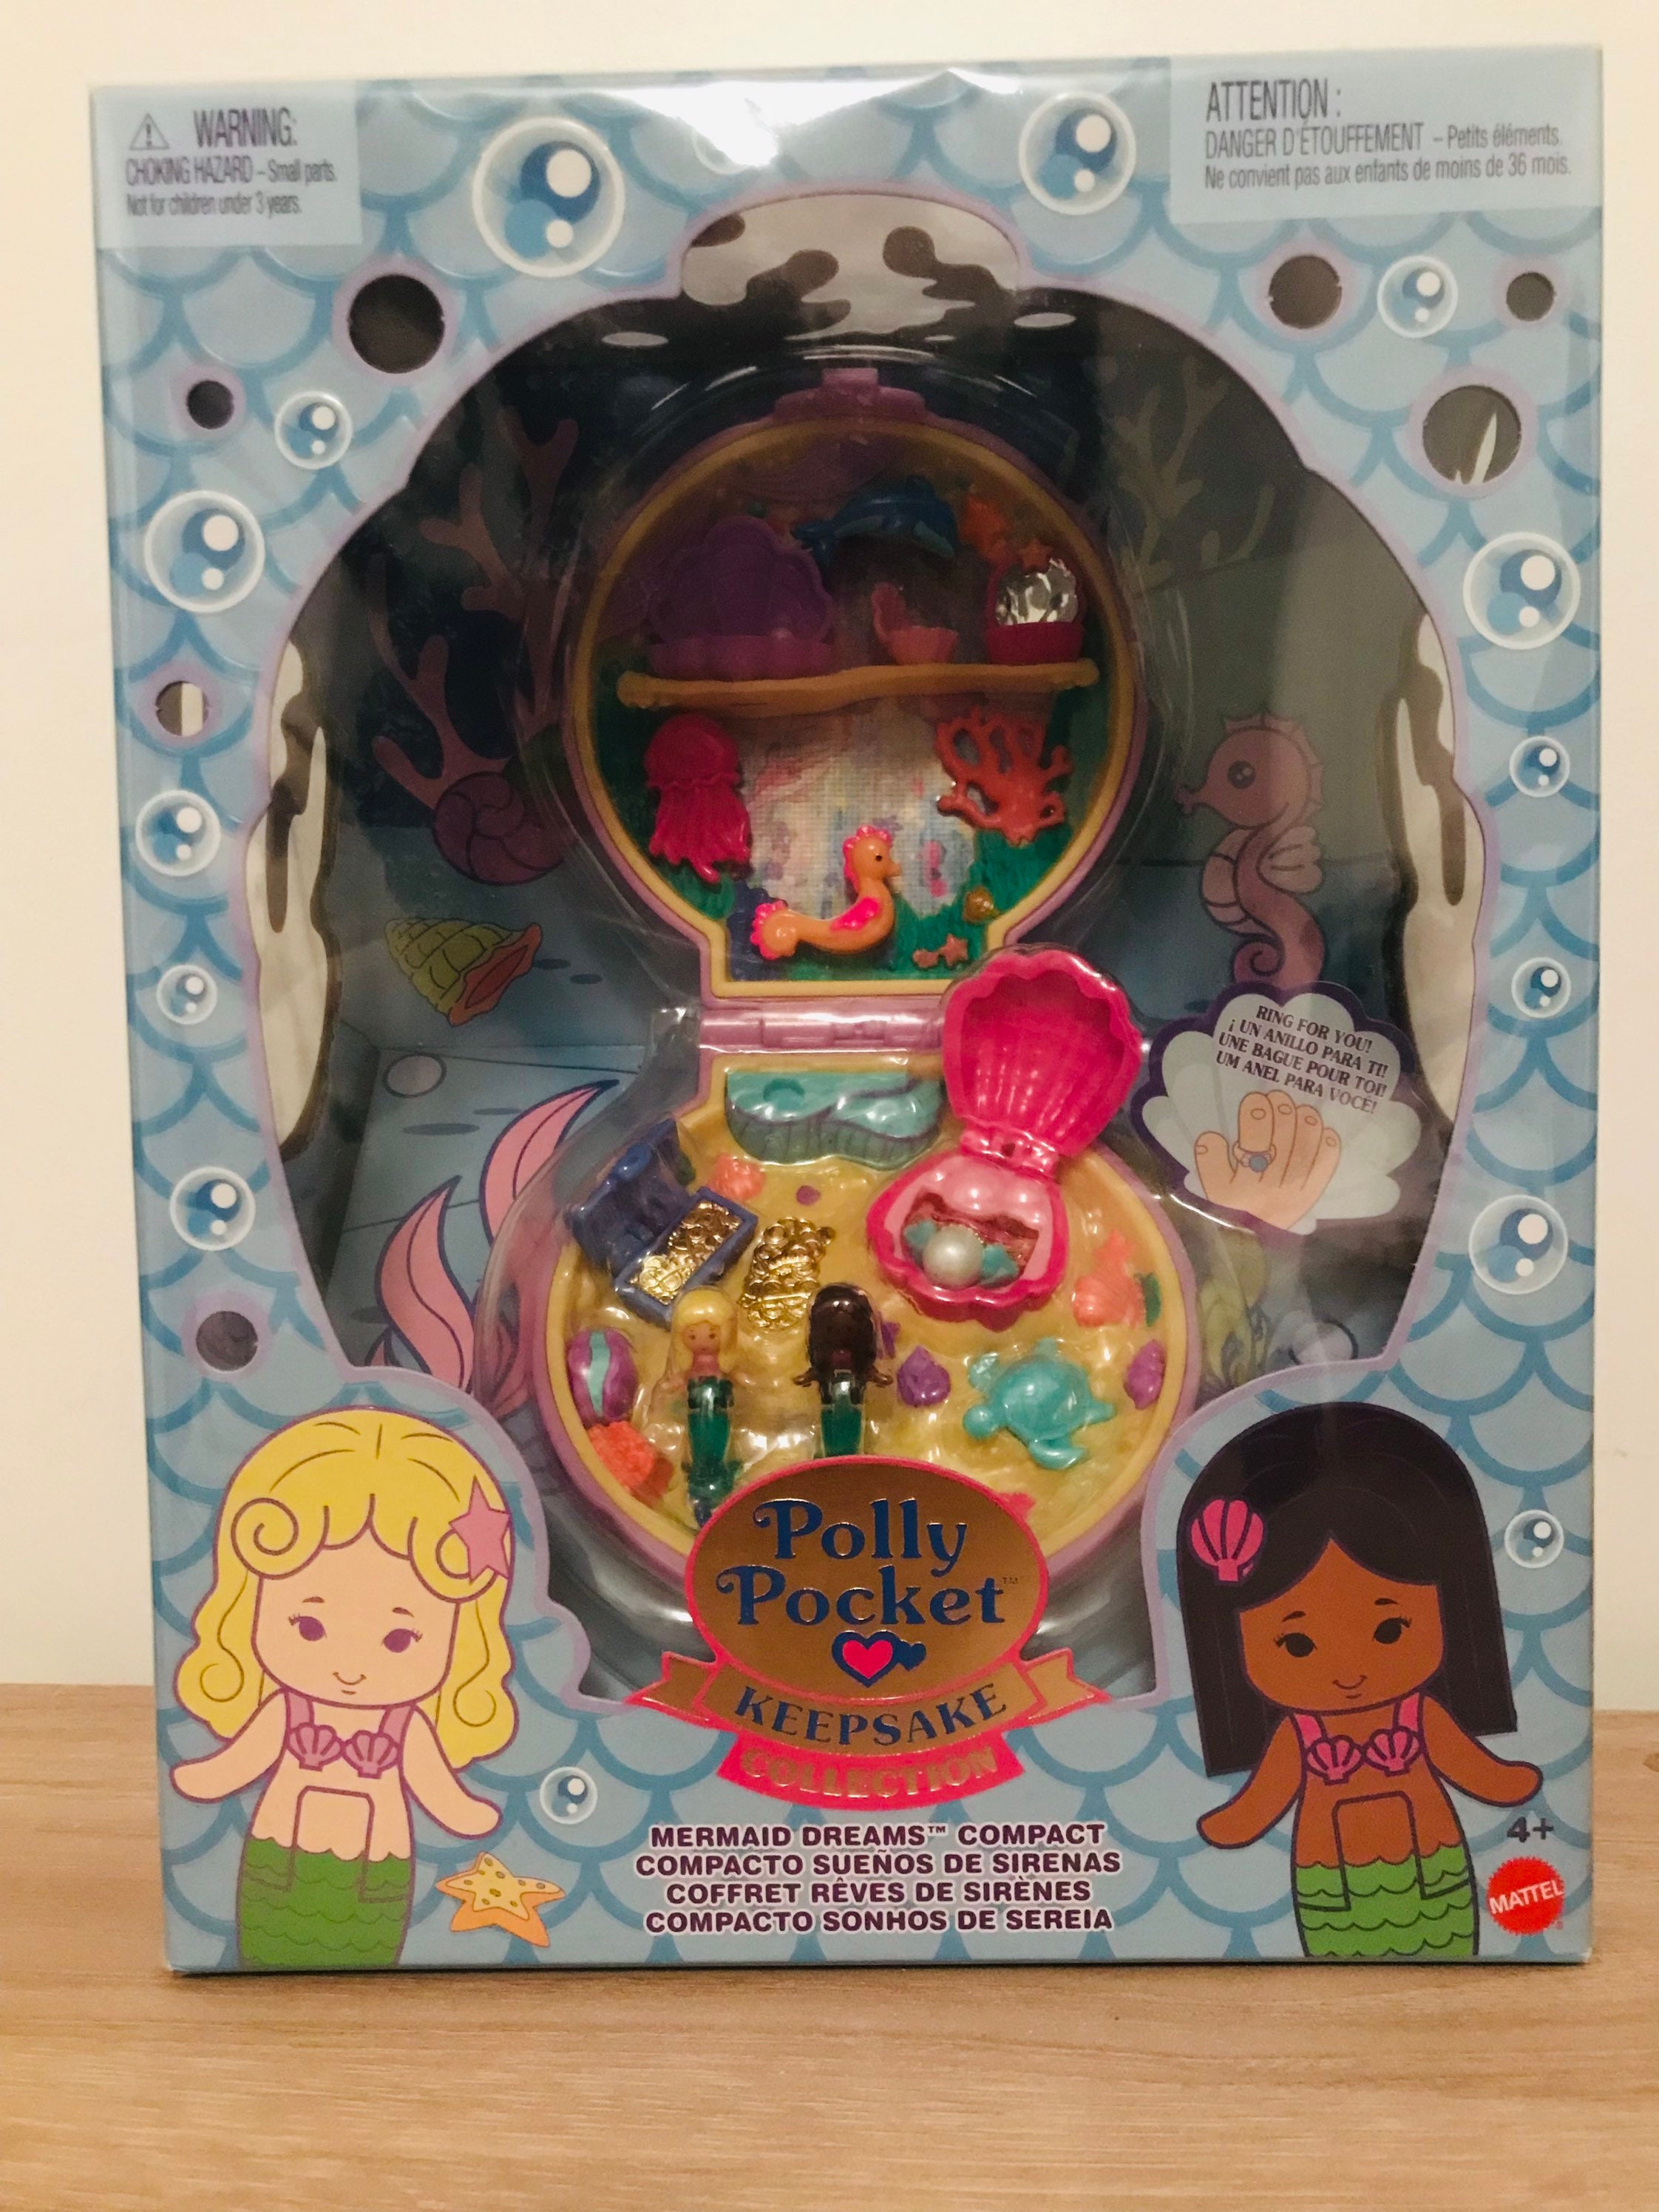 WARNING:
CHOKING HAZARD – Small parts.
Not for children under 3 years.
ATTENTION :
DANGER D'ÉTOUFFEMENT – Petits éléments.
Ne convient pas aux enfants de moins de 36 mois.
RING FOR YOU!
¡ UN ANILLO PARA TI!
UNE BAGUE POUR TOI!
UM ANEL PARA VOCÊ!
Polly
Pocket™
KEEPSAKE
COLLECTION
MERMAID DREAMS™ COMPACT
COMPACTO SUEÑOS DE SIRENAS
COFFRET RÊVES DE SIRÈNES
COMPACTO SONHOS DE SEREIA
4+
MATTEL